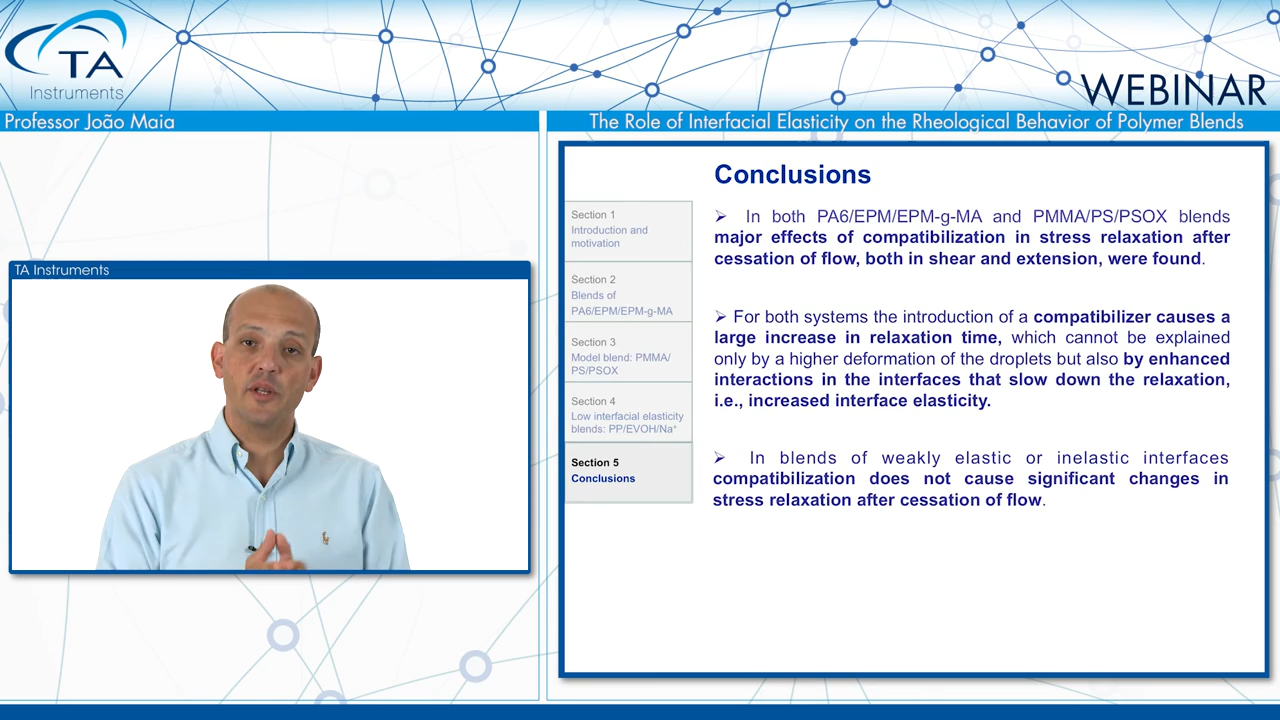 TA
Instruments
WEBINAR
Professor João Maia
The Role of Interfacial Elasticity on the Rheological Behavior of Polymer Blends
TA Instruments
Conclusions
Section 1
Introduction and
motivation
Section 2
Blends of
PA6/EPM/EPM-g-MA
Section 3
Model blend: PMMA/
PS/PSOX
Section 4
Low interfacial elasticity
blends: PP/EVOH/Na⁺
Section 5
Conclusions
➢ In both PA6/EPM/EPM-g-MA and PMMA/PS/PSOX blends
major effects of compatibilization in stress relaxation after
cessation of flow, both in shear and extension, were found.
➢ For both systems the introduction of a compatibilizer causes a
large increase in relaxation time, which cannot be explained
only by a higher deformation of the droplets but also by enhanced
interactions in the interfaces that slow down the relaxation,
i.e., increased interface elasticity.
➢ In blends of weakly elastic or inelastic interfaces
compatibilization does not cause significant changes in
stress relaxation after cessation of flow.